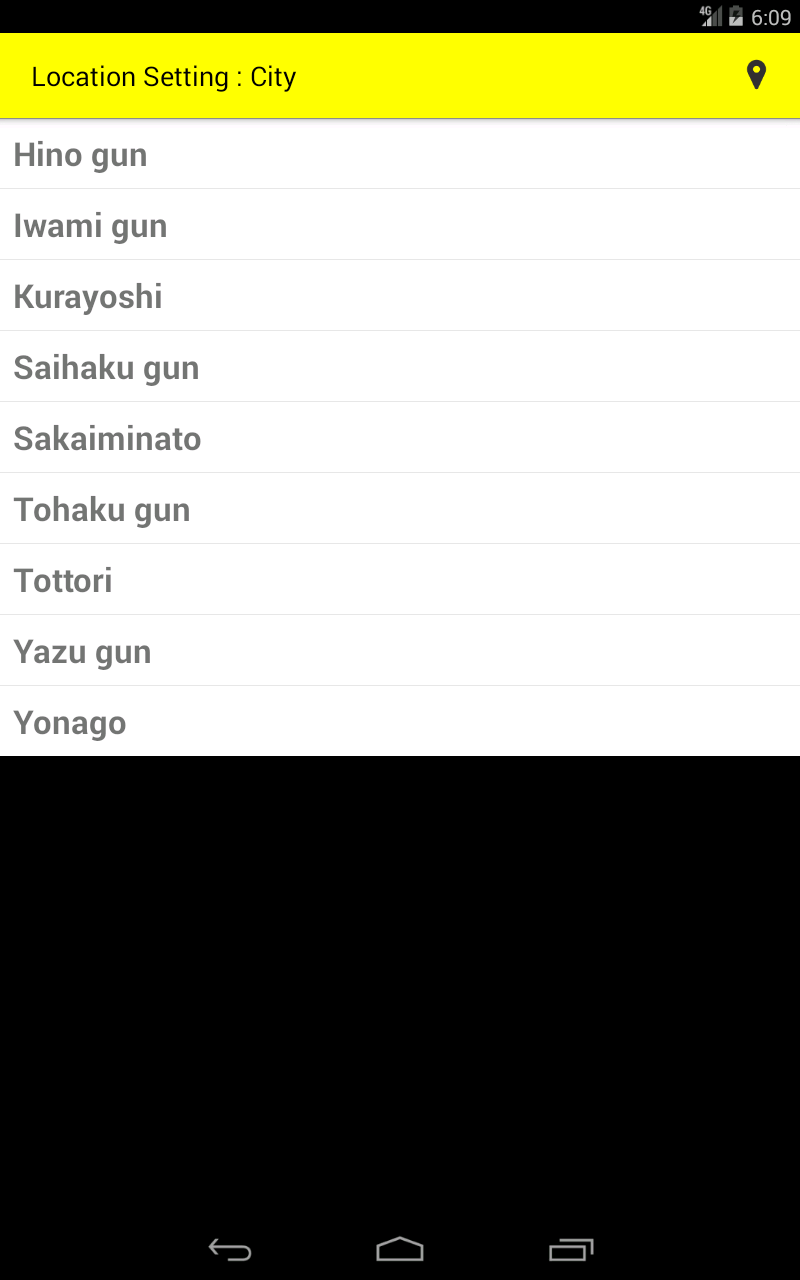 4G 6:09
Location Setting : City
Hino gun
Iwami gun
Kurayoshi
Saihaku gun
Sakaiminato
Tohaku gun
Tottori
Yazu gun
Yonago